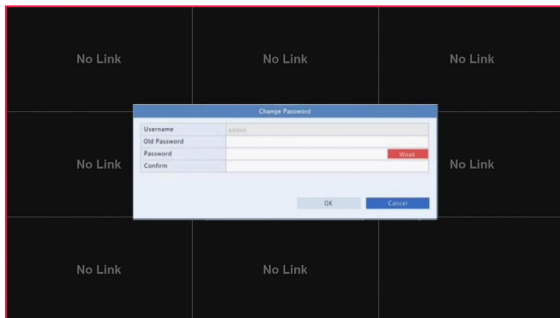 No Link
No Link
No Link
Change Password
Username
admin
Old Password
Password
Weak
Confirm
No Link
No Link
OK
Cancel
No Link
No Link